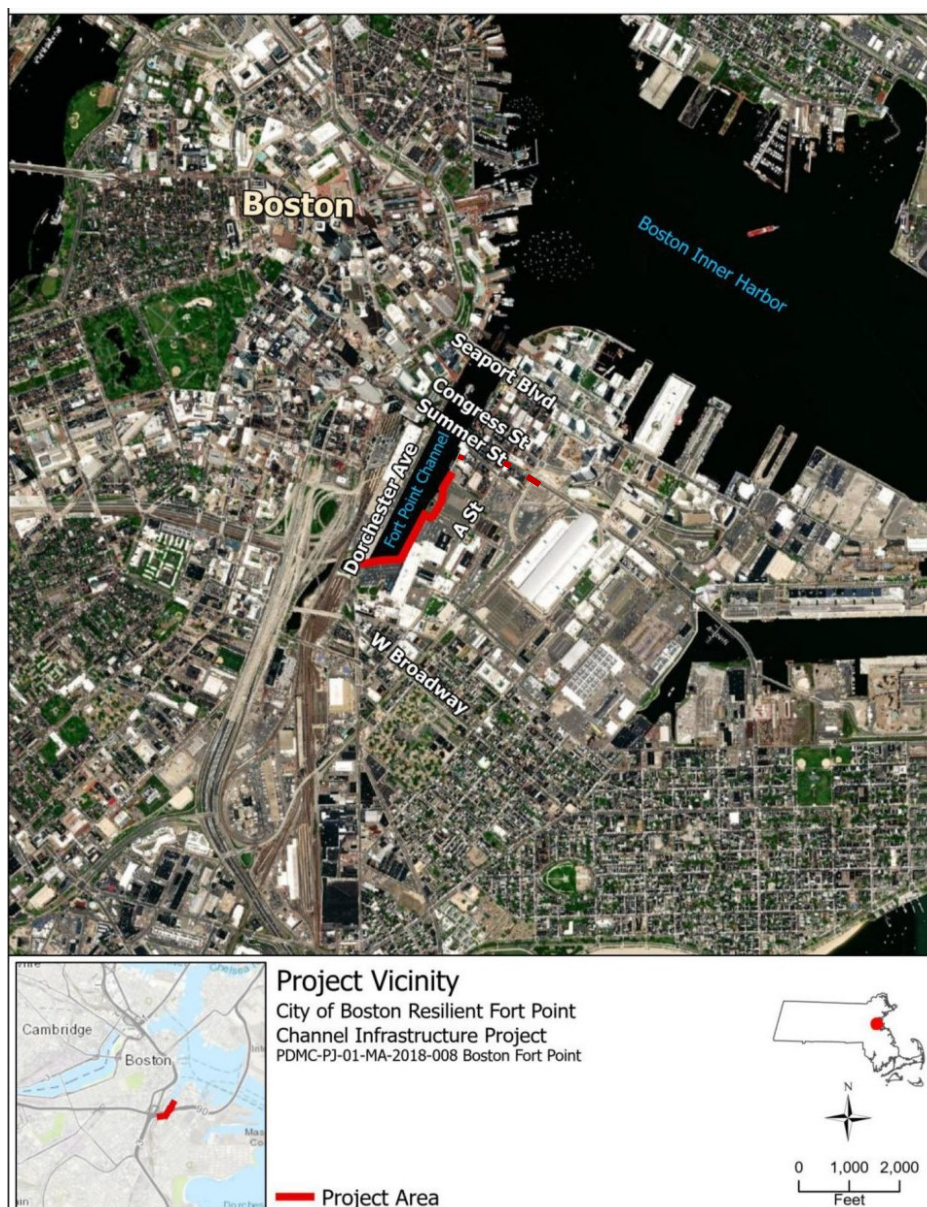 Boston
Boston Inner Harbor
Seaport Blvd
Congress St
Summer St
Dorchester Ave
Fort Point Channel
A St
W Broadway
Chelsea
Cambridge
Boston
90
Project Vicinity
City of Boston Resilient Fort Point
Channel Infrastructure Project
PDMC-PJ-01-MA-2018-008 Boston Fort Point
N
0 1,000 2,000
Feet
Project Area